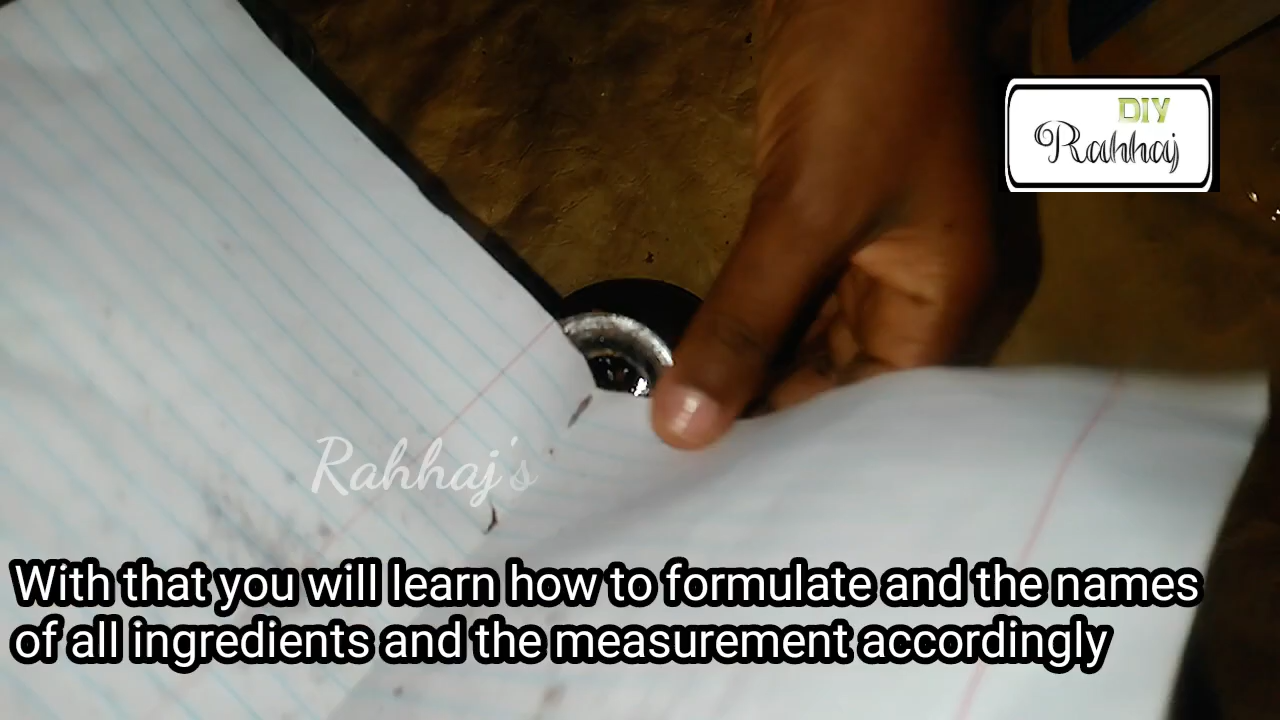 DIY
Rahhaj
Rahhaj's
With that you will learn how to formulate and the names
of all ingredients and the measurement accordingly